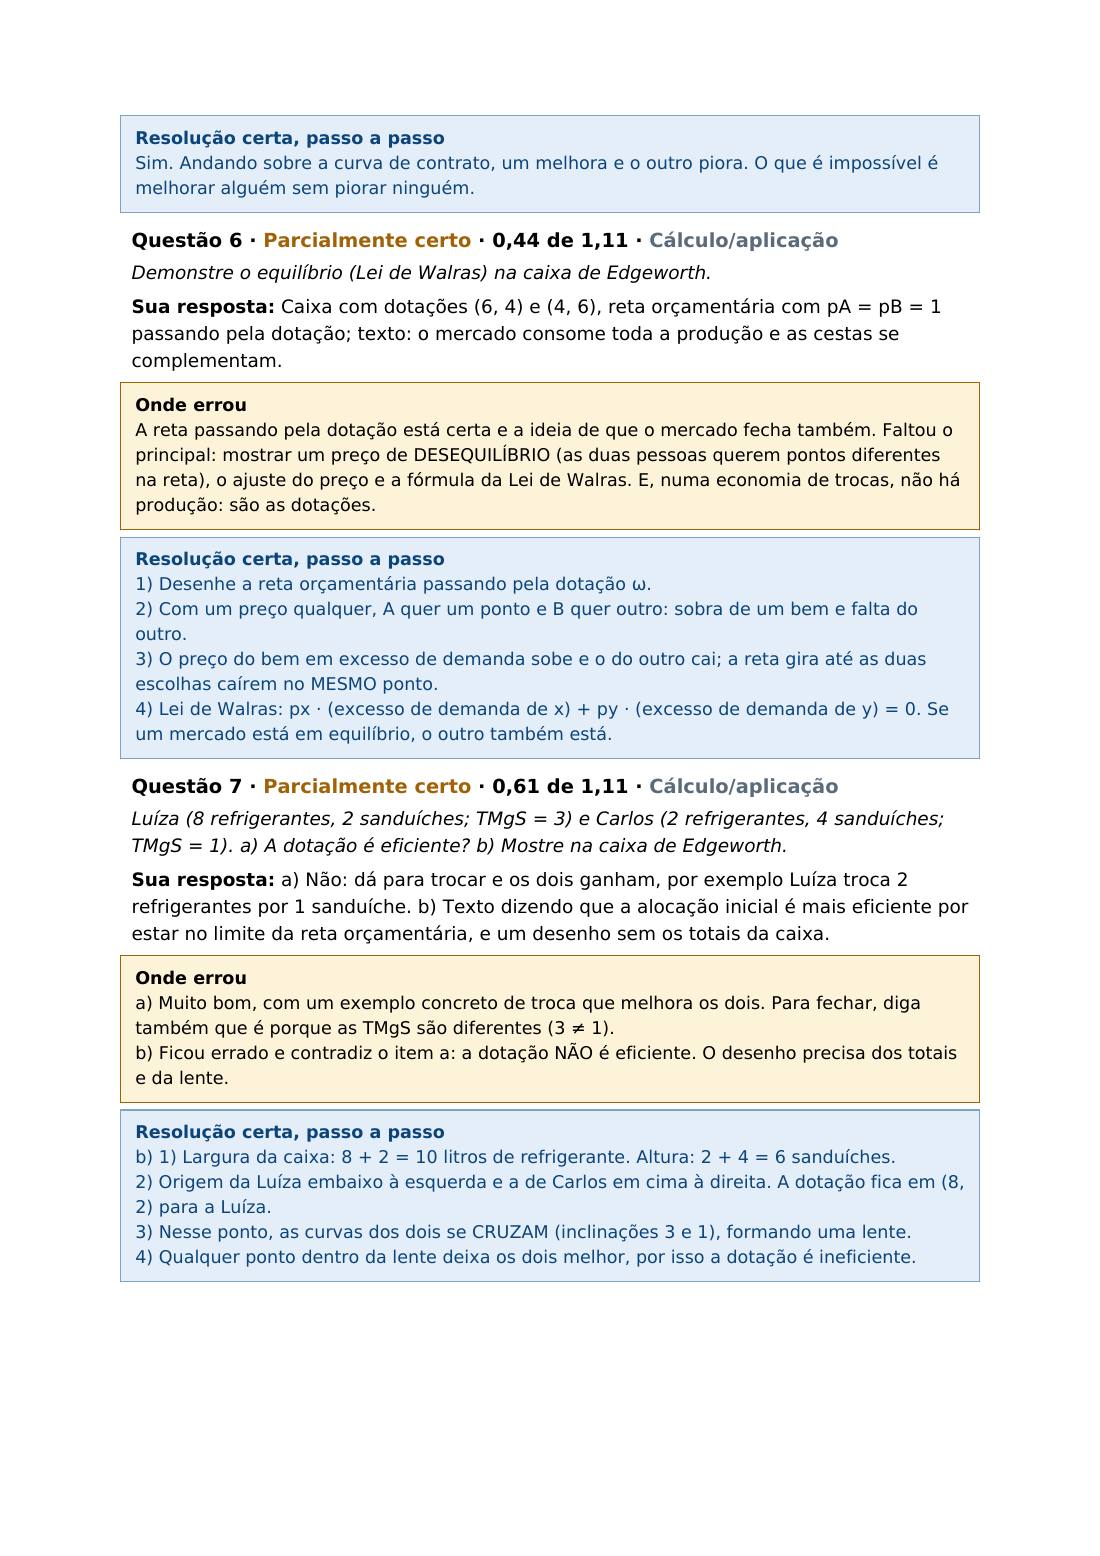 Resolução certa, passo a passo
Sim. Andando sobre a curva de contrato, um melhora e o outro piora. O que é impossível é
melhorar alguém sem piorar ninguém.
Questão 6 · Parcialmente certo · 0,44 de 1,11 · Cálculo/aplicação
Demonstre o equilíbrio (Lei de Walras) na caixa de Edgeworth.
Sua resposta: Caixa com dotações (6, 4) e (4, 6), reta orçamentária com pA = pB = 1
passando pela dotação; texto: o mercado consome toda a produção e as cestas se
complementam.
Onde errou
A reta passando pela dotação está certa e a ideia de que o mercado fecha também. Faltou o
principal: mostrar um preço de DESEQUILÍBRIO (as duas pessoas querem pontos diferentes
na reta), o ajuste do preço e a fórmula da Lei de Walras. E, numa economia de trocas, não há
produção: são as dotações.
Resolução certa, passo a passo
1) Desenhe a reta orçamentária passando pela dotação ω.
2) Com um preço qualquer, A quer um ponto e B quer outro: sobra de um bem e falta do
outro.
3) O preço do bem em excesso de demanda sobe e o do outro cai; a reta gira até as duas
escolhas caírem no MESMO ponto.
4) Lei de Walras: px · (excesso de demanda de x) + py · (excesso de demanda de y) = 0. Se
um mercado está em equilíbrio, o outro também está.
Questão 7 · Parcialmente certo · 0,61 de 1,11 · Cálculo/aplicação
Luíza (8 refrigerantes, 2 sanduíches; TMgS = 3) e Carlos (2 refrigerantes, 4 sanduíches;
TMgS = 1). a) A dotação é eficiente? b) Mostre na caixa de Edgeworth.
Sua resposta: a) Não: dá para trocar e os dois ganham, por exemplo Luíza troca 2
refrigerantes por 1 sanduíche. b) Texto dizendo que a alocação inicial é mais eficiente por
estar no limite da reta orçamentária, e um desenho sem os totais da caixa.
Onde errou
a) Muito bom, com um exemplo concreto de troca que melhora os dois. Para fechar, diga
também que é porque as TMgS são diferentes (3 ≠ 1).
b) Ficou errado e contradiz o item a: a dotação NÃO é eficiente. O desenho precisa dos totais
e da lente.
Resolução certa, passo a passo
b) 1) Largura da caixa: 8 + 2 = 10 litros de refrigerante. Altura: 2 + 4 = 6 sanduíches.
2) Origem da Luíza embaixo à esquerda e a de Carlos em cima à direita. A dotação fica em (8,
2) para a Luíza.
3) Nesse ponto, as curvas dos dois se CRUZAM (inclinações 3 e 1), formando uma lente.
4) Qualquer ponto dentro da lente deixa os dois melhor, por isso a dotação é ineficiente.